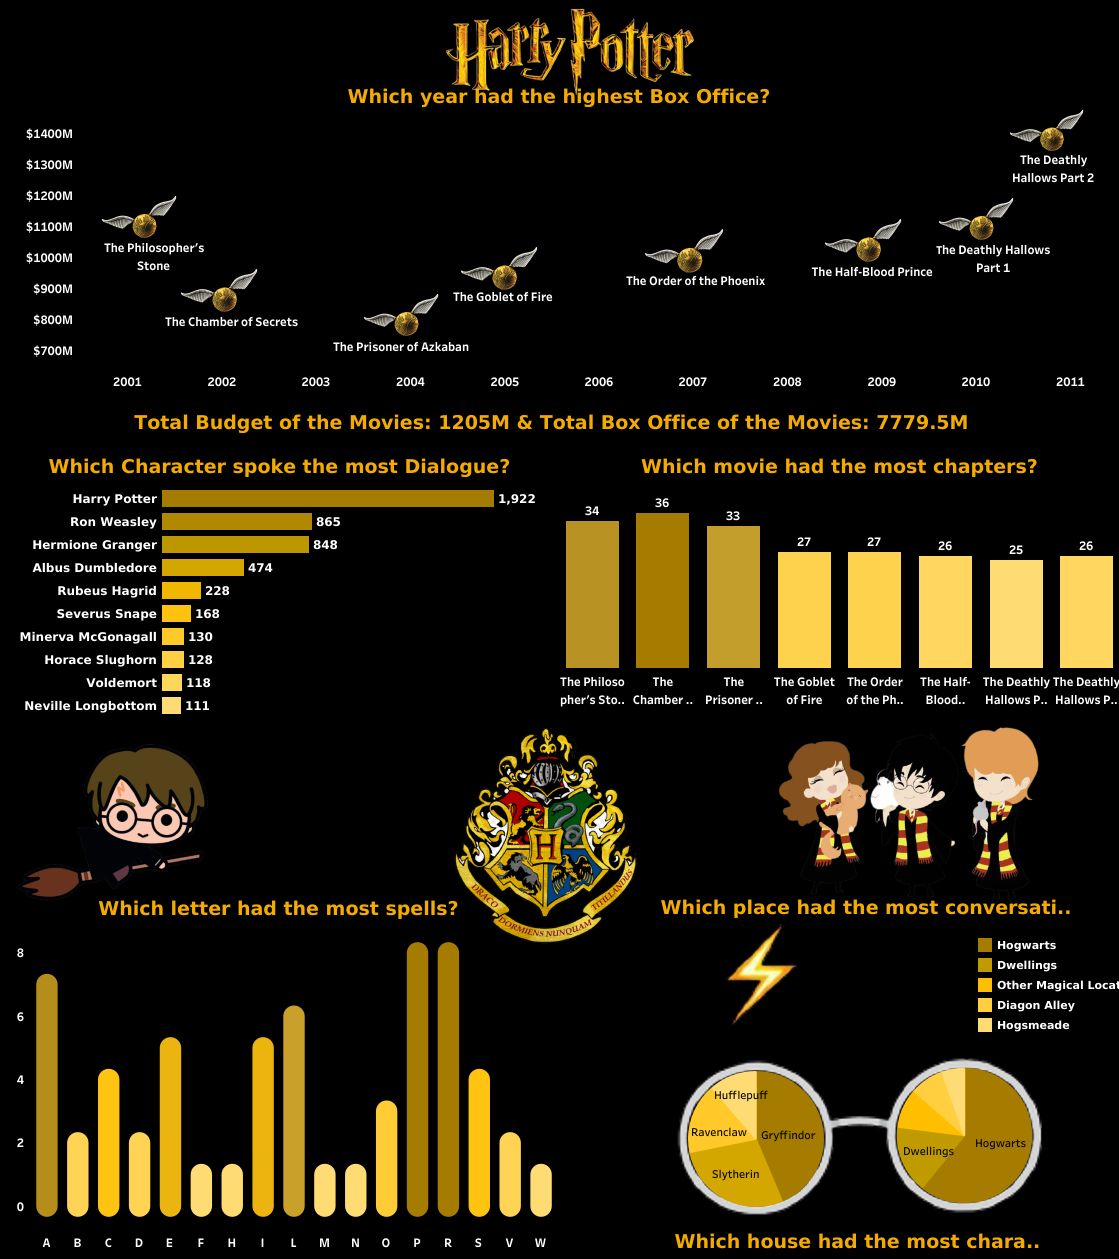 Harry Potter
Which year had the highest Box Office?
$1400M
$1300M
$1200M
$1100M
$1000M
$900M
$800M
$700M
The Philosopher's
Stone
The Chamber of Secrets
The Prisoner of Azkaban
The Goblet of Fire
The Order of the Phoenix
The Half-Blood Prince
The Deathly Hallows
Part 1
The Deathly
Hallows Part 2
2001 2002 2003 2004 2005 2006 2007 2008 2009 2010 2011
Total Budget of the Movies: 1205M & Total Box Office of the Movies: 7779.5M
Which Character spoke the most Dialogue?
Harry Potter 1,922
Ron Weasley 865
Hermione Granger 848
Albus Dumbledore 474
Rubeus Hagrid 228
Severus Snape 168
Minerva McGonagall 130
Horace Slughorn 128
Voldemort 118
Neville Longbottom 111
Which movie had the most chapters?
34 36 33 27 27 26 25 26
The Philoso
pher's Sto..
The
Chamber ..
The
Prisoner ..
The Goblet
of Fire
The Order
of the Ph..
The Half-
Blood..
The Deathly
Hallows P..
The Deathly
Hallows P..
H
DRACO
DORMIENS NUNQUAM
TITILLANDUS
Which letter had the most spells?
8
6
4
2
0
A B C D E F H I L M N O P R S V W
Which place had the most conversati..
Hogwarts
Dwellings
Other Magical Locat
Diagon Alley
Hogsmeade
Hufflepuff
Ravenclaw
Gryffindor
Slytherin
Dwellings
Hogwarts
Which house had the most chara..